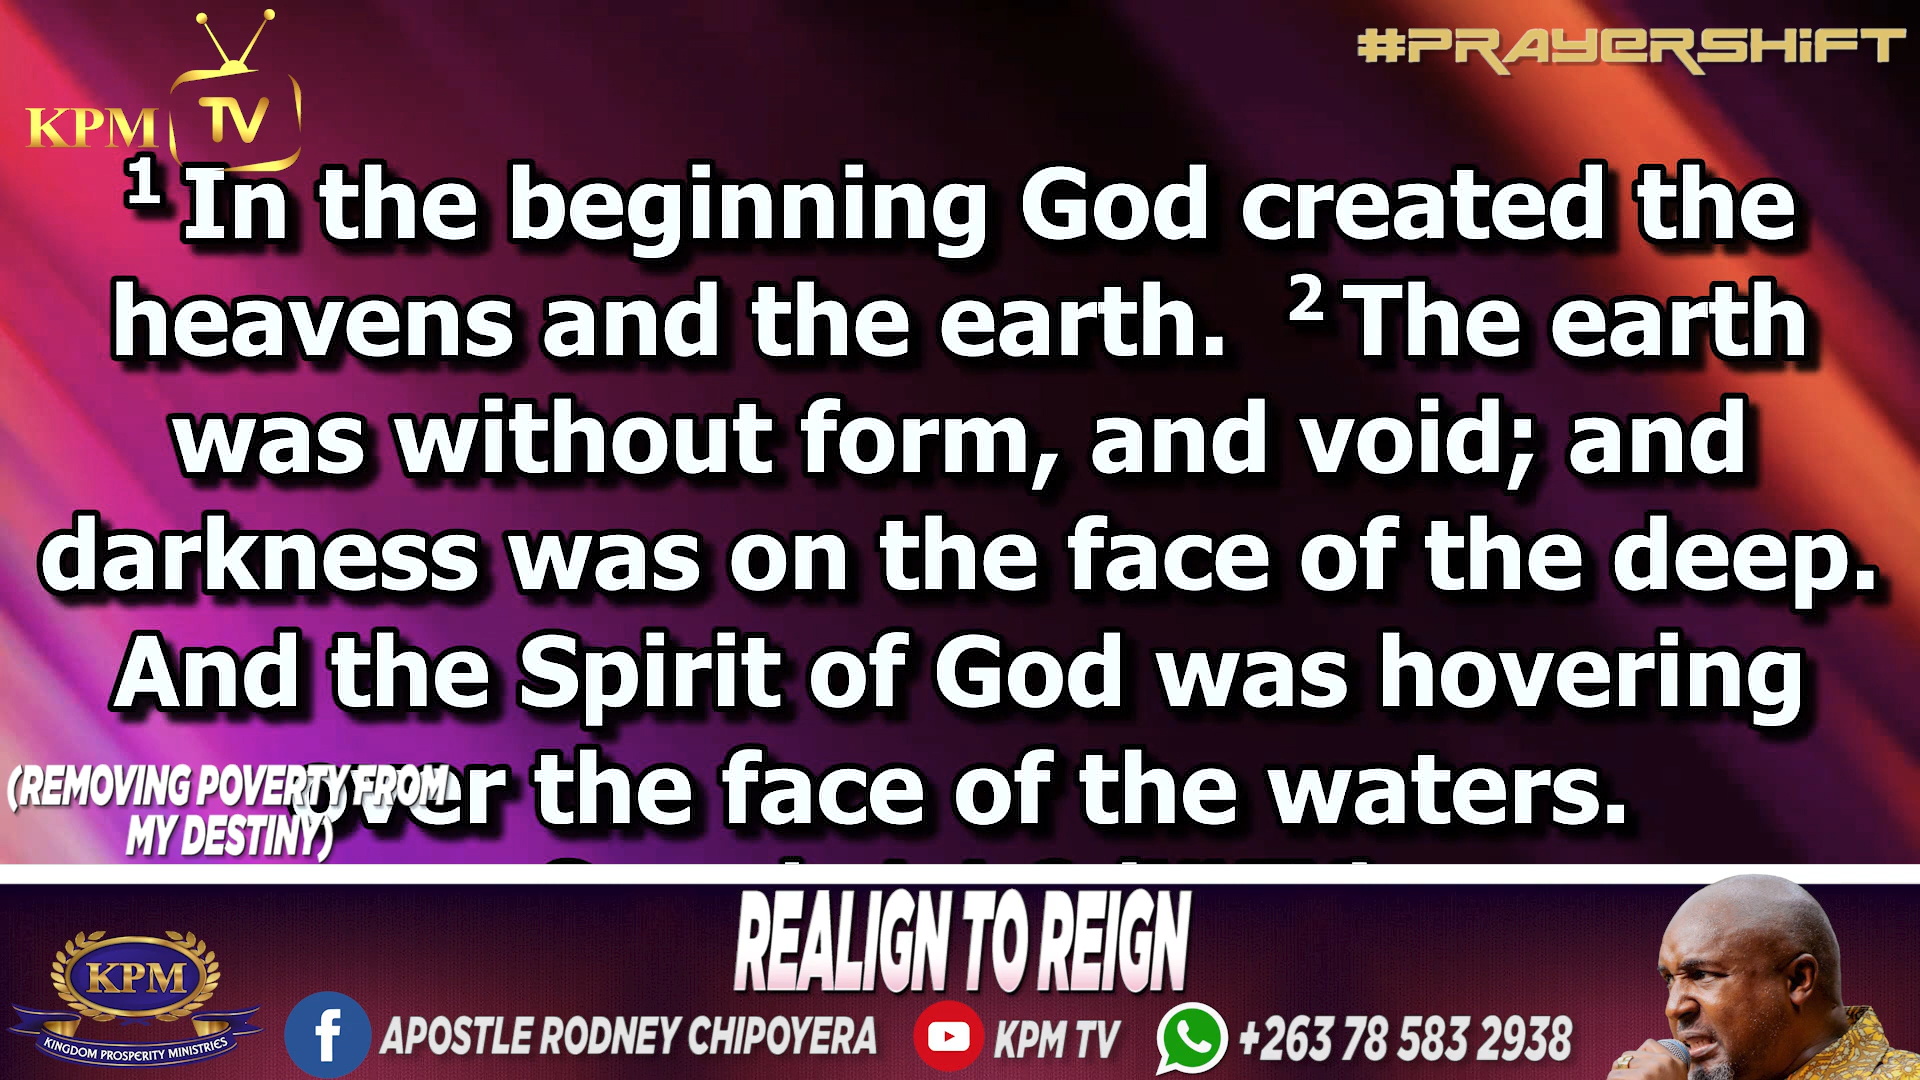 #PRAYERSHIFT
KPM TV
1 In the beginning God created the
heavens and the earth. 2 The earth
was without form, and void; and
darkness was on the face of the deep.
And the Spirit of God was hovering
over the face of the waters.
(REMOVING POVERTY FROM
MY DESTINY)
REALIGN TO REIGN
KPM
KINGDOM PROSPERITY MINISTRIES
f APOSTLE RODNEY CHIPOYERA
KPM TV
+263 78 583 2938